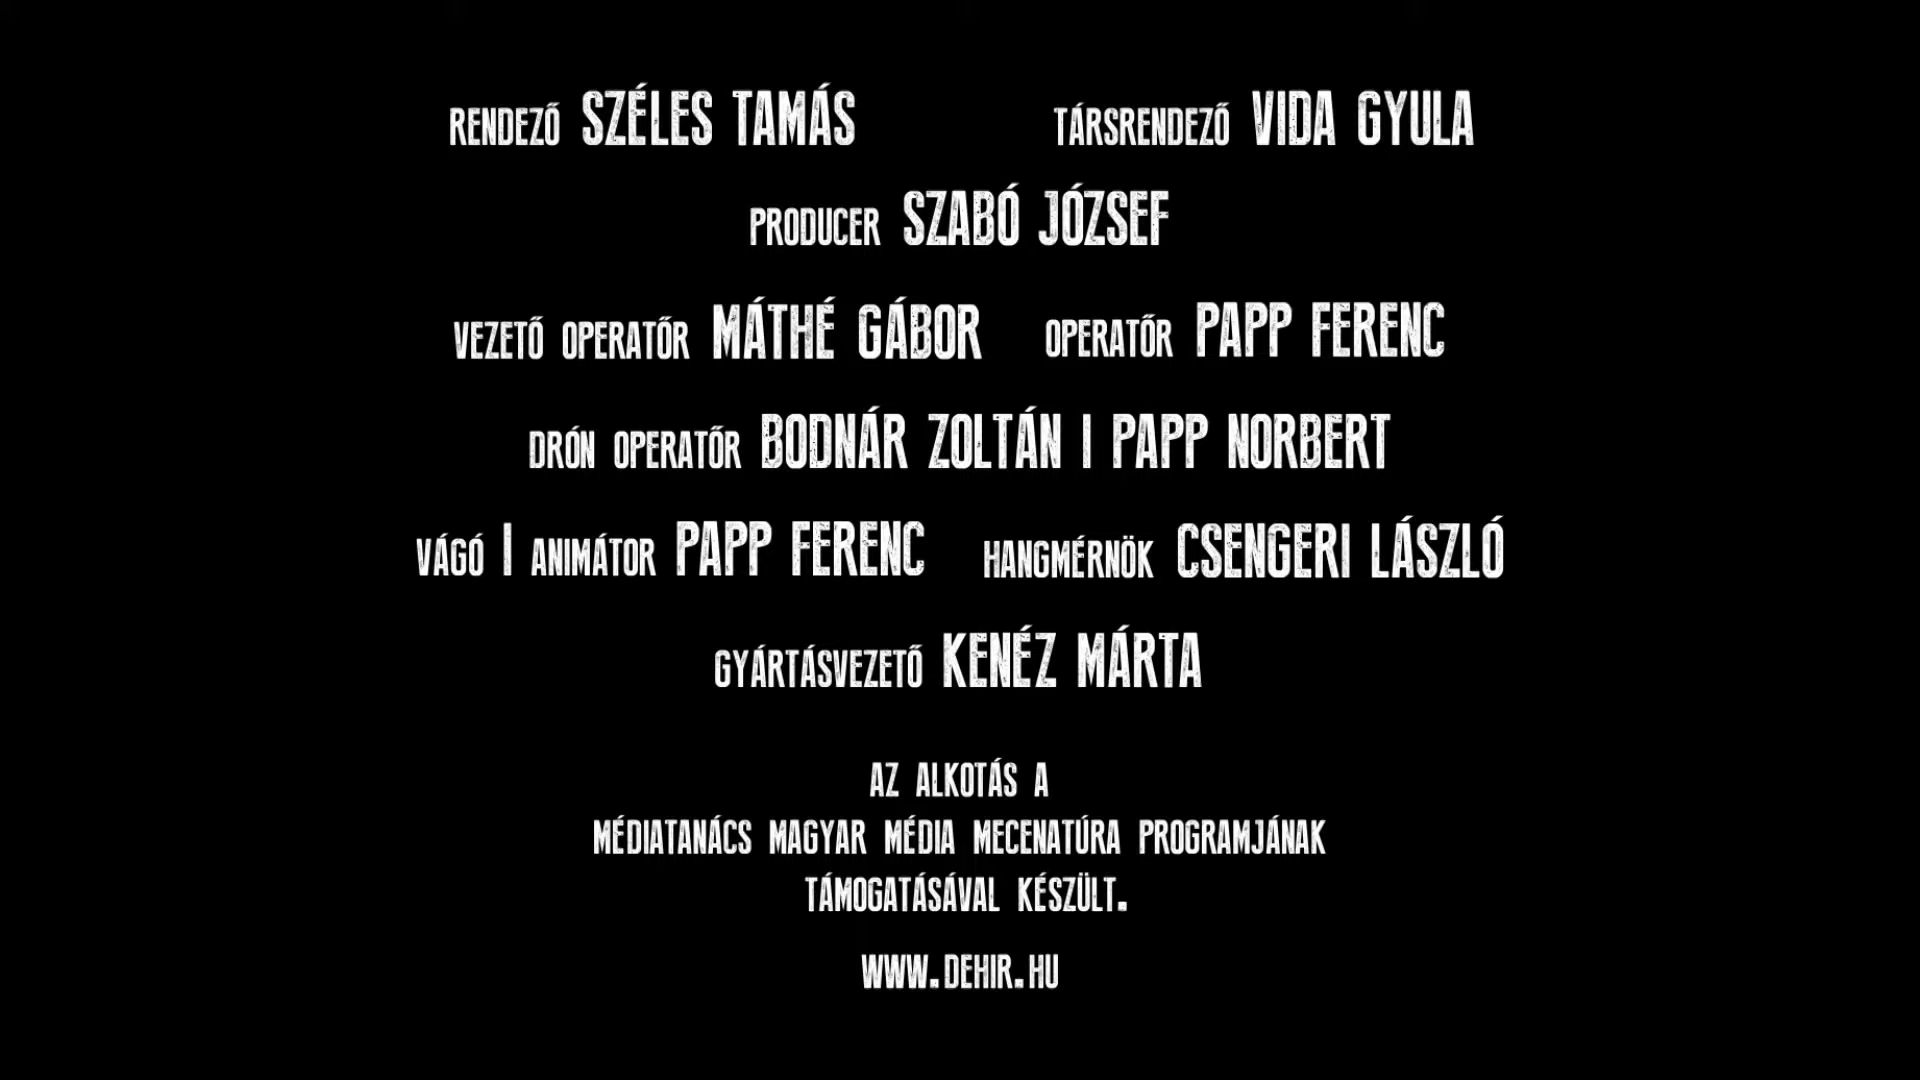 RENDEZŐ SZÉLES TAMÁS TÁRSRENDEZŐ VIDA GYULA
PRODUCER SZABÓ JÓZSEF
VEZETŐ OPERATŐR MÁTHÉ GÁBOR OPERATŐR PAPP FERENC
DRÓN OPERATŐR BODNÁR ZOLTÁN | PAPP NORBERT
VÁGÓ | ANIMÁTOR PAPP FERENC HANGMÉRNÖK CSENGERI LÁSZLÓ
GYÁRTÁSVEZETŐ KENÉZ MÁRTA
AZ ALKOTÁS A
MÉDIATANÁCS MAGYAR MÉDIA MECENATÚRA PROGRAMJÁNAK
TÁMOGATÁSÁVAL KÉSZÜLT.
WWW.DEHIR.HU